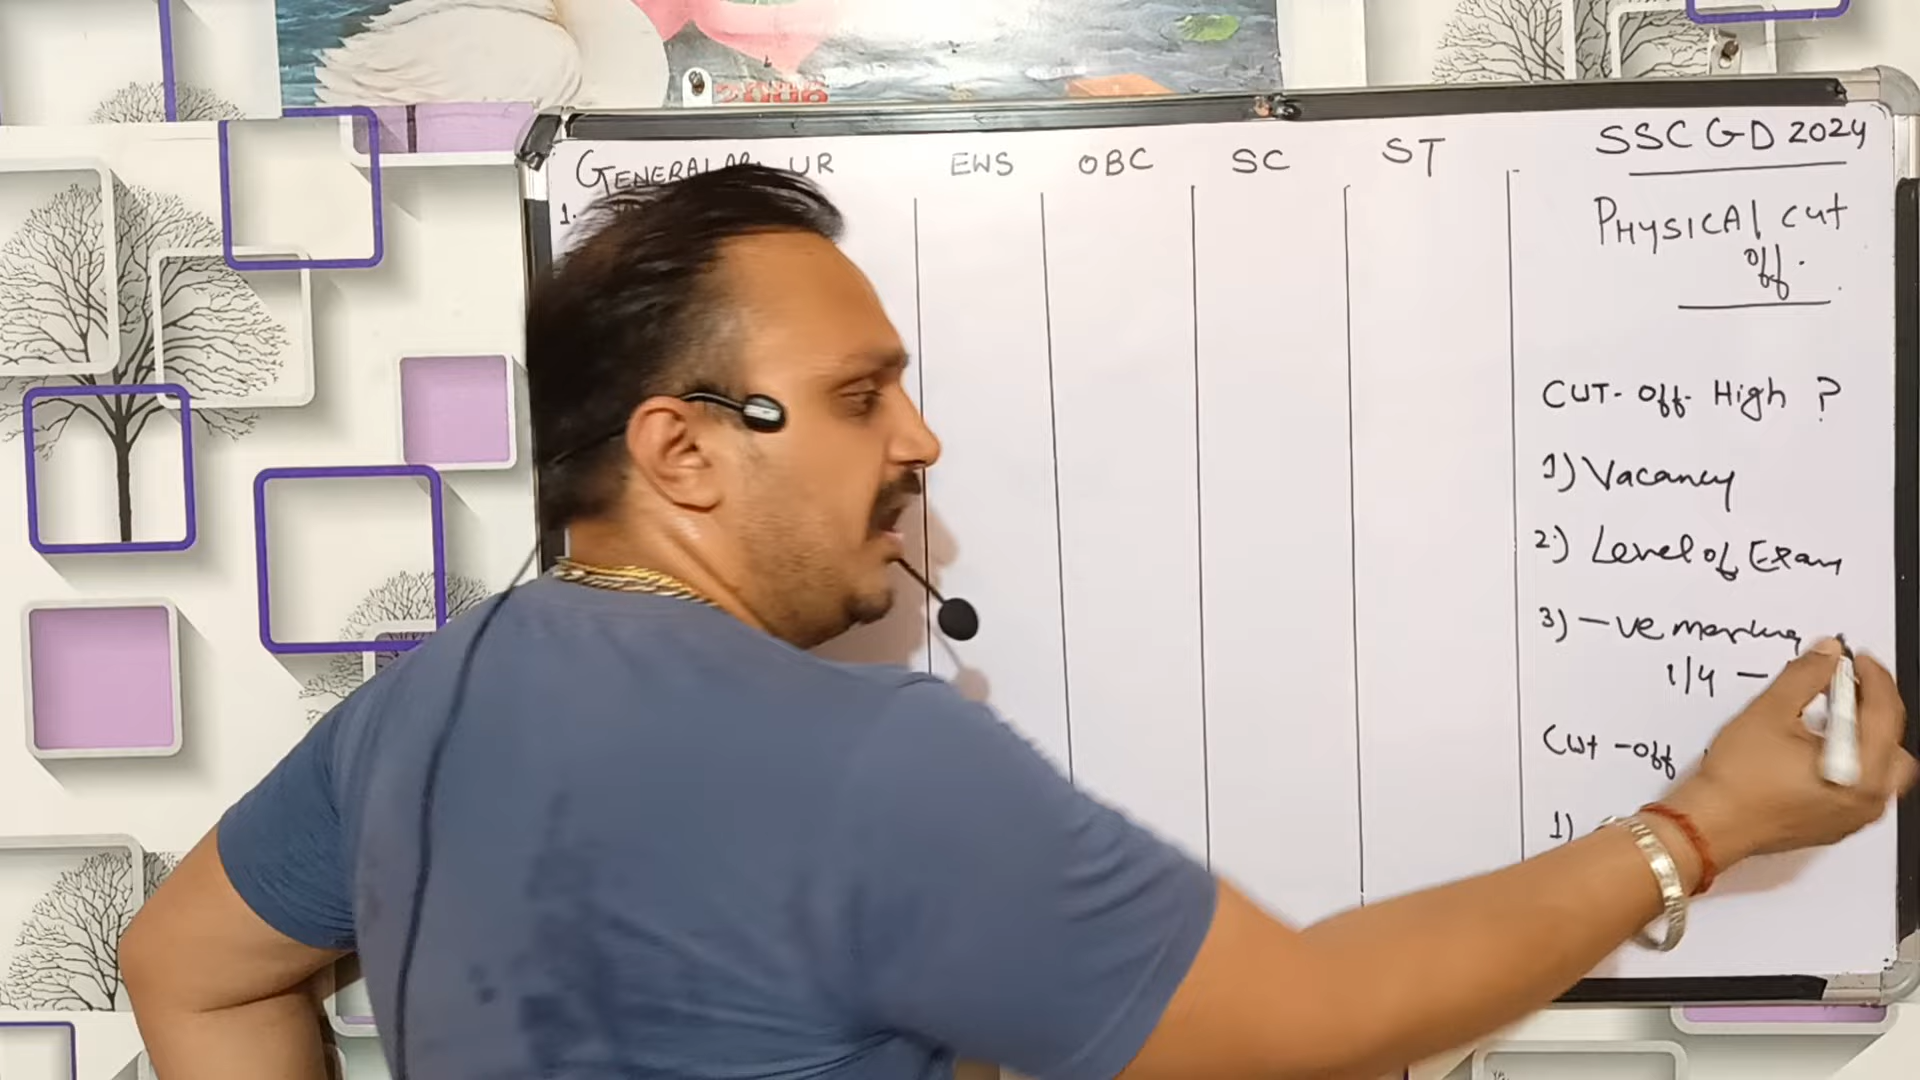 GENERAL UR EWS OBC SC ST
1.
SSC GD 2024
PHYSICAL cut
off.
CUT-off High ?
1) Vacancy
2) Level of Exam
3) -ve marking
1/4 -
Cut-off
1)